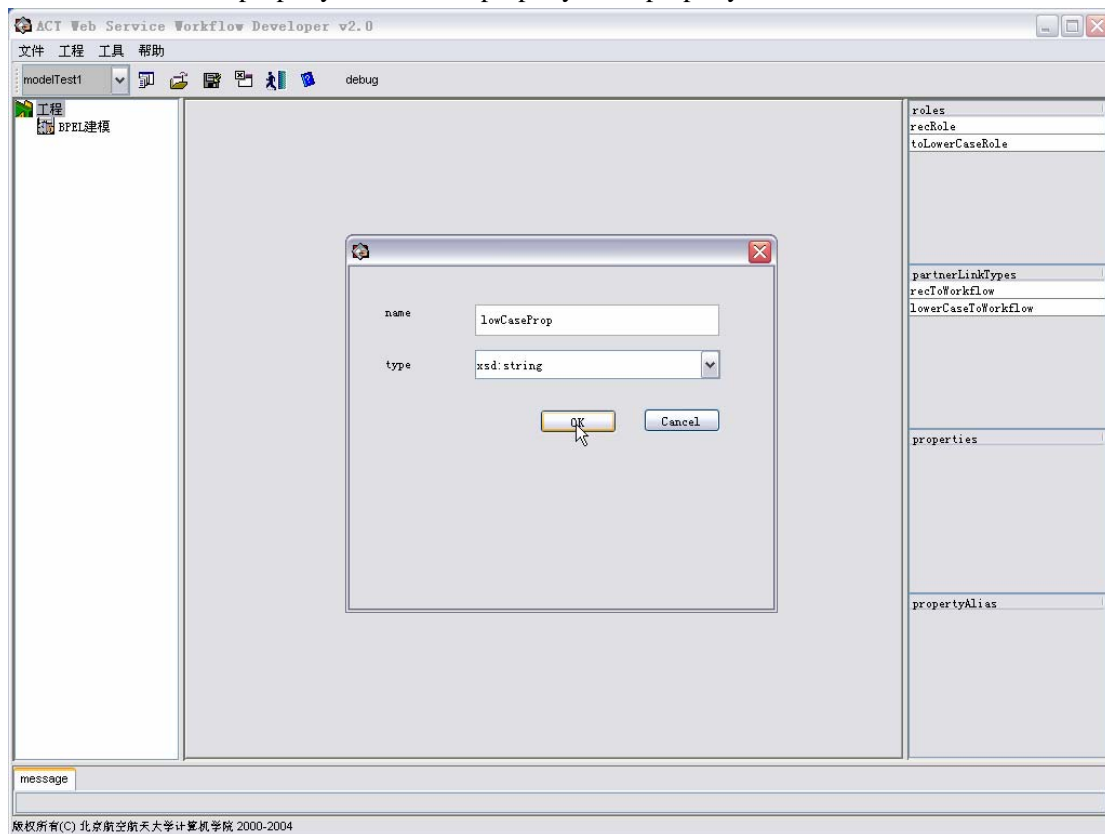 property property property
ACT Web Service Workflow Developer v2.0
文件 工程 工具 帮助
modelTest1 debug
工程
BPEL建模
roles
recRole
toLowerCaseRole
partnerLinkTypes
recToWorkflow
lowerCaseToWorkflow
properties
propertyAlias
name lowCaseProp
type xsd:string
OK Cancel
message
版权所有(C) 北京航空航天大学计算机学院 2000-2004